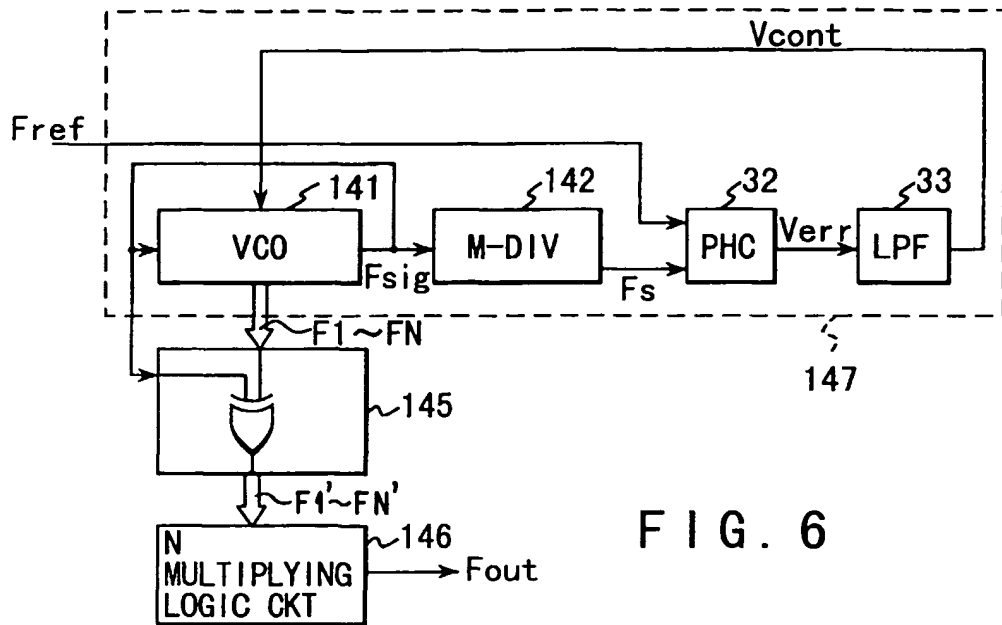 Vcont
Fref
141
142
32
33
VCO
M-DIV
PHC
LPF
Verr
Fsig
Fs
F1~FN
147
145
F1'~FN'
146
N
MULTIPLYING
LOGIC CKT
Fout
FIG. 6